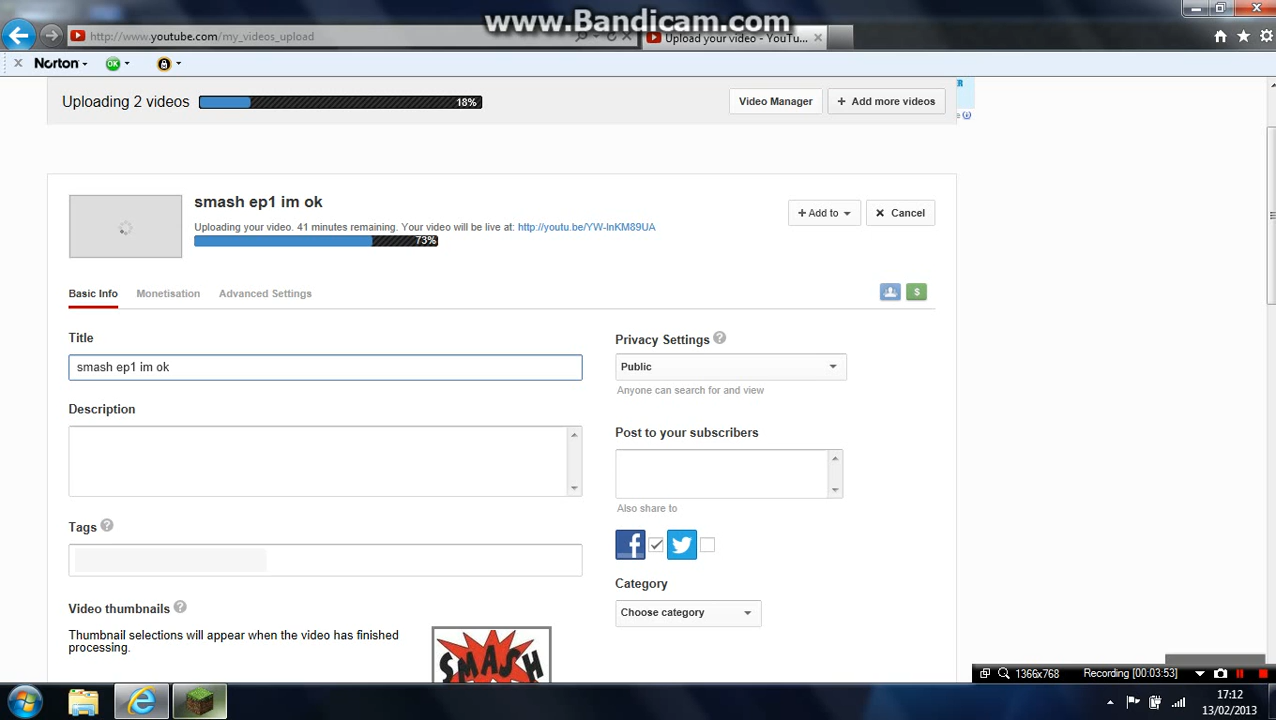 www.Bandicam.com
http://www.youtube.com/my_videos_upload
Upload your video - YouTu...
Norton
OK
Uploading 2 videos
18%
Video Manager
+ Add more videos
smash ep1 im ok
Uploading your video. 41 minutes remaining. Your video will be live at: http://youtu.be/YW-InKM89UA
73%
+ Add to
× Cancel
Basic Info
Monetisation
Advanced Settings
$
Title
smash ep1 im ok
Privacy Settings ?
Public
Anyone can search for and view
Description
Post to your subscribers
Also share to
Tags ?
Category
Choose category
Video thumbnails ?
Thumbnail selections will appear when the video has finished
processing.
SMASH
1366x768
Recording [00:03:53]
17:12
13/02/2013